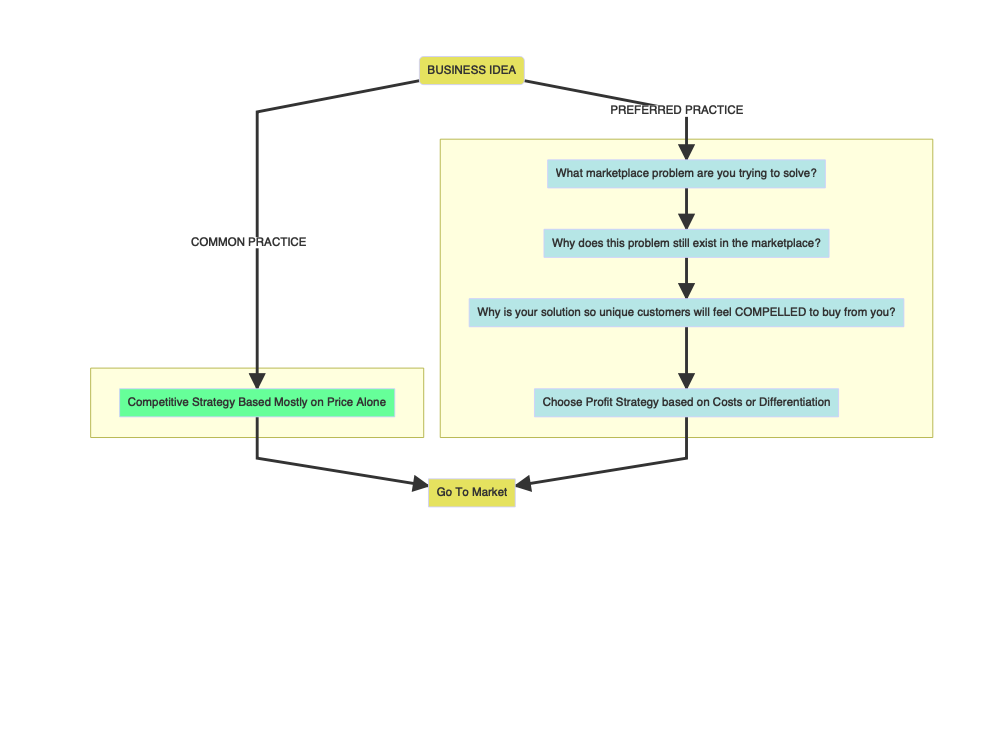 BUSINESS IDEA
PREFERRED PRACTICE
What marketplace problem are you trying to solve?
COMMON PRACTICE
Why does this problem still exist in the marketplace?
Why is your solution so unique customers will feel COMPELLED to buy from you?
Competitive Strategy Based Mostly on Price Alone
Choose Profit Strategy based on Costs or Differentiation
Go To Market